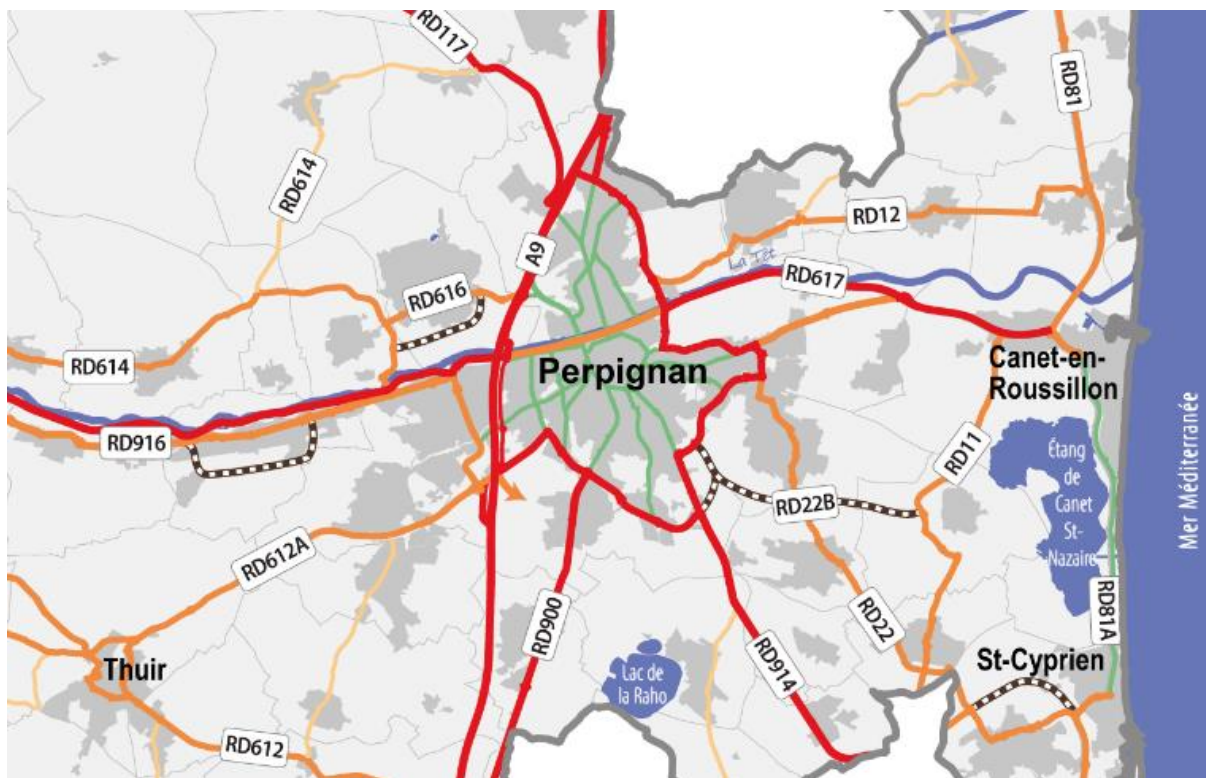 RD117
RD81
RD614
RD12
A9
La Têt
RD617
RD616
RD614
Perpignan
Canet-en-
Roussillon
RD916
RD11
Étang
de
Canet
St-
Nazaire
Mer Méditerranée
RD22B
RD612A
RD900
RD22
RD81A
Thuir
Lac de
la Raho
RD914
St-Cyprien
RD612